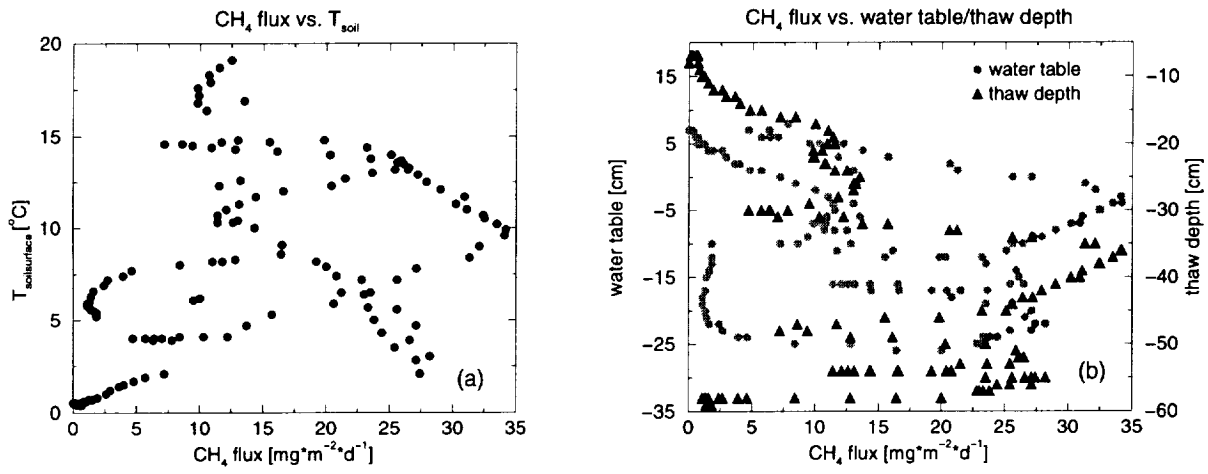 CH4 flux vs. Tsoil
20
15
10
5
0
Tsoilsurface [°C]
(a)
0 5 10 15 20 25 30 35
CH4 flux [mg*m−2*d−1]
CH4 flux vs. water table/thaw depth
15
5
−5
−15
−25
−35
water table [cm]
water table
thaw depth
−10
−20
−30
−40
−50
−60
thaw depth [cm]
(b)
0 5 10 15 20 25 30 35
CH4 flux [mg*m−2*d−1]